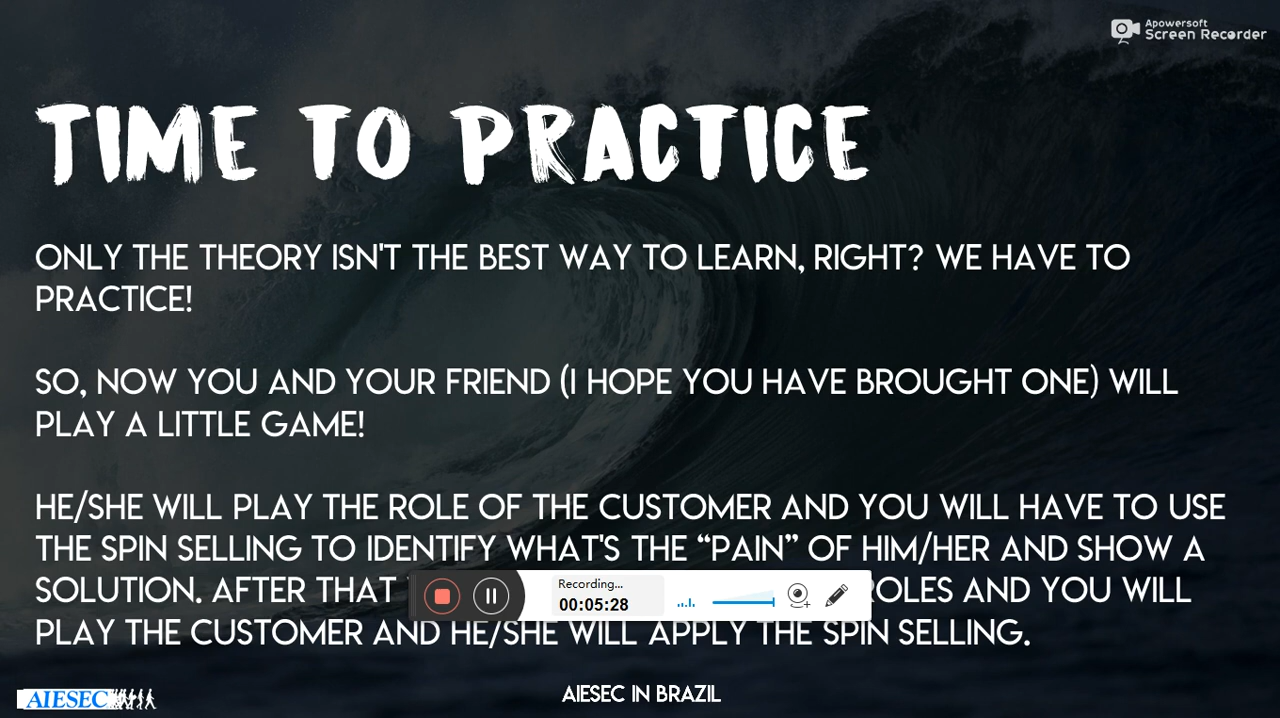 Apowersoft
Screen Recorder
TIME TO PRACTICE
ONLY THE THEORY ISN'T THE BEST WAY TO LEARN, RIGHT? WE HAVE TO
PRACTICE!
SO, NOW YOU AND YOUR FRIEND (I HOPE YOU HAVE BROUGHT ONE) WILL
PLAY A LITTLE GAME!
HE/SHE WILL PLAY THE ROLE OF THE CUSTOMER AND YOU WILL HAVE TO USE
THE SPIN SELLING TO IDENTIFY WHAT'S THE “PAIN” OF HIM/HER AND SHOW A
SOLUTION. AFTER THAT ROLES AND YOU WILL
Recording...
00:05:28
PLAY THE CUSTOMER AND HE/SHE WILL APPLY THE SPIN SELLING.
AIESEC
AIESEC IN BRAZIL